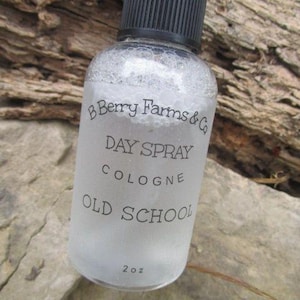 B Berry Farms & Co
DAY SPRAY
COLOGNE
OLD SCHOOL
2oz